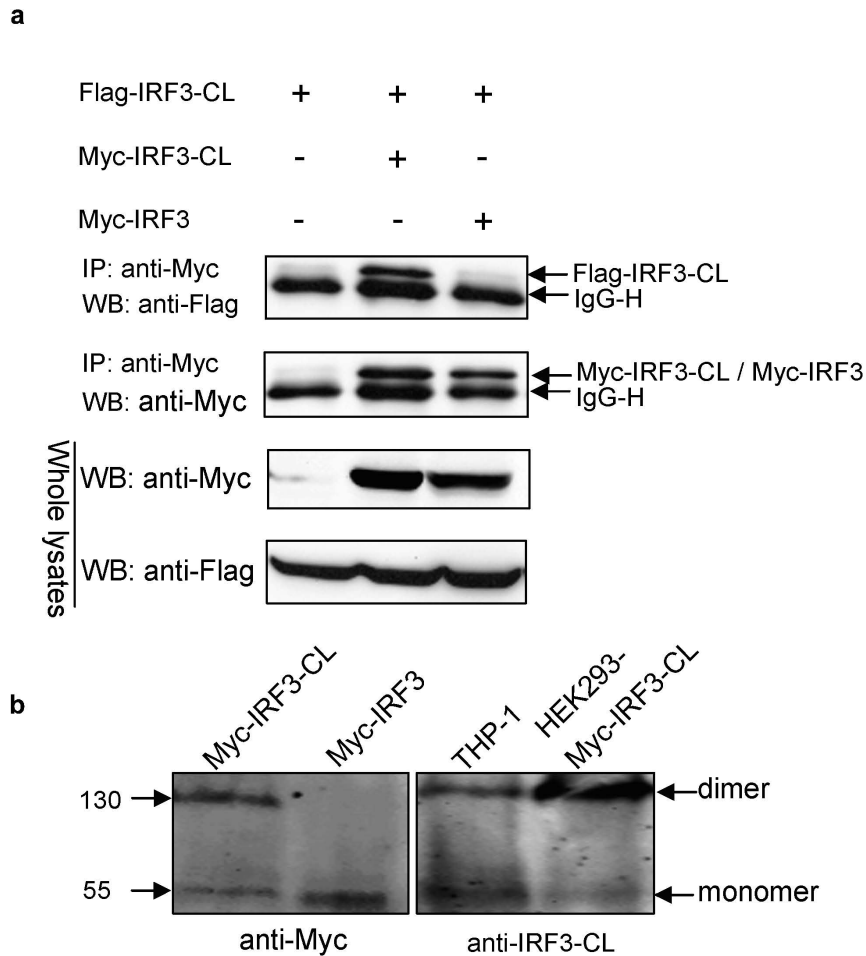 a
Flag-IRF3-CL + + +
Myc-IRF3-CL - + -
Myc-IRF3 - - +
IP: anti-Myc
WB: anti-Flag
Flag-IRF3-CL
IgG-H
IP: anti-Myc
WB: anti-Myc
Myc-IRF3-CL / Myc-IRF3
IgG-H
Whole lysates
WB: anti-Myc
WB: anti-Flag
b
Myc-IRF3-CL
Myc-IRF3
THP-1
HEK293-
Myc-IRF3-CL
130
dimer
55
monomer
anti-Myc
anti-IRF3-CL